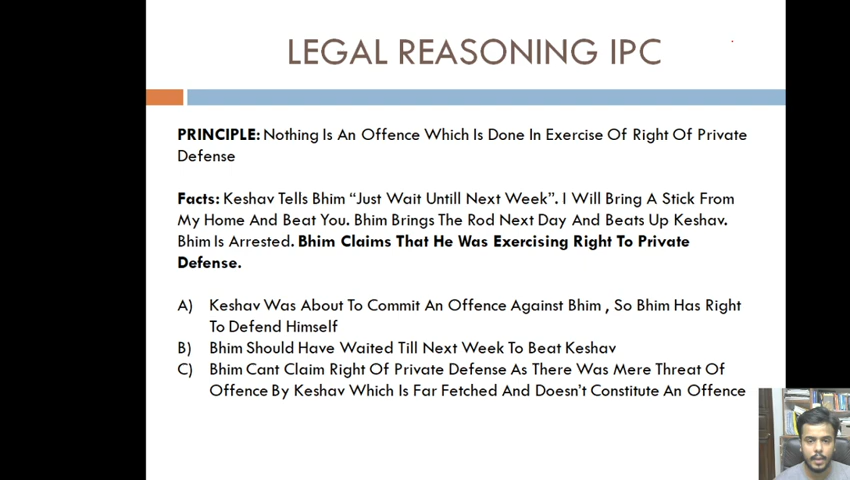 LEGAL REASONING IPC
PRINCIPLE: Nothing Is An Offence Which Is Done In Exercise Of Right Of Private
Defense
Facts: Keshav Tells Bhim “Just Wait Untill Next Week”. I Will Bring A Stick From
My Home And Beat You. Bhim Brings The Rod Next Day And Beats Up Keshav.
Bhim Is Arrested. Bhim Claims That He Was Exercising Right To Private
Defense.
A) Keshav Was About To Commit An Offence Against Bhim , So Bhim Has Right
To Defend Himself
B) Bhim Should Have Waited Till Next Week To Beat Keshav
C) Bhim Cant Claim Right Of Private Defense As There Was Mere Threat Of
Offence By Keshav Which Is Far Fetched And Doesn’t Constitute An Offence